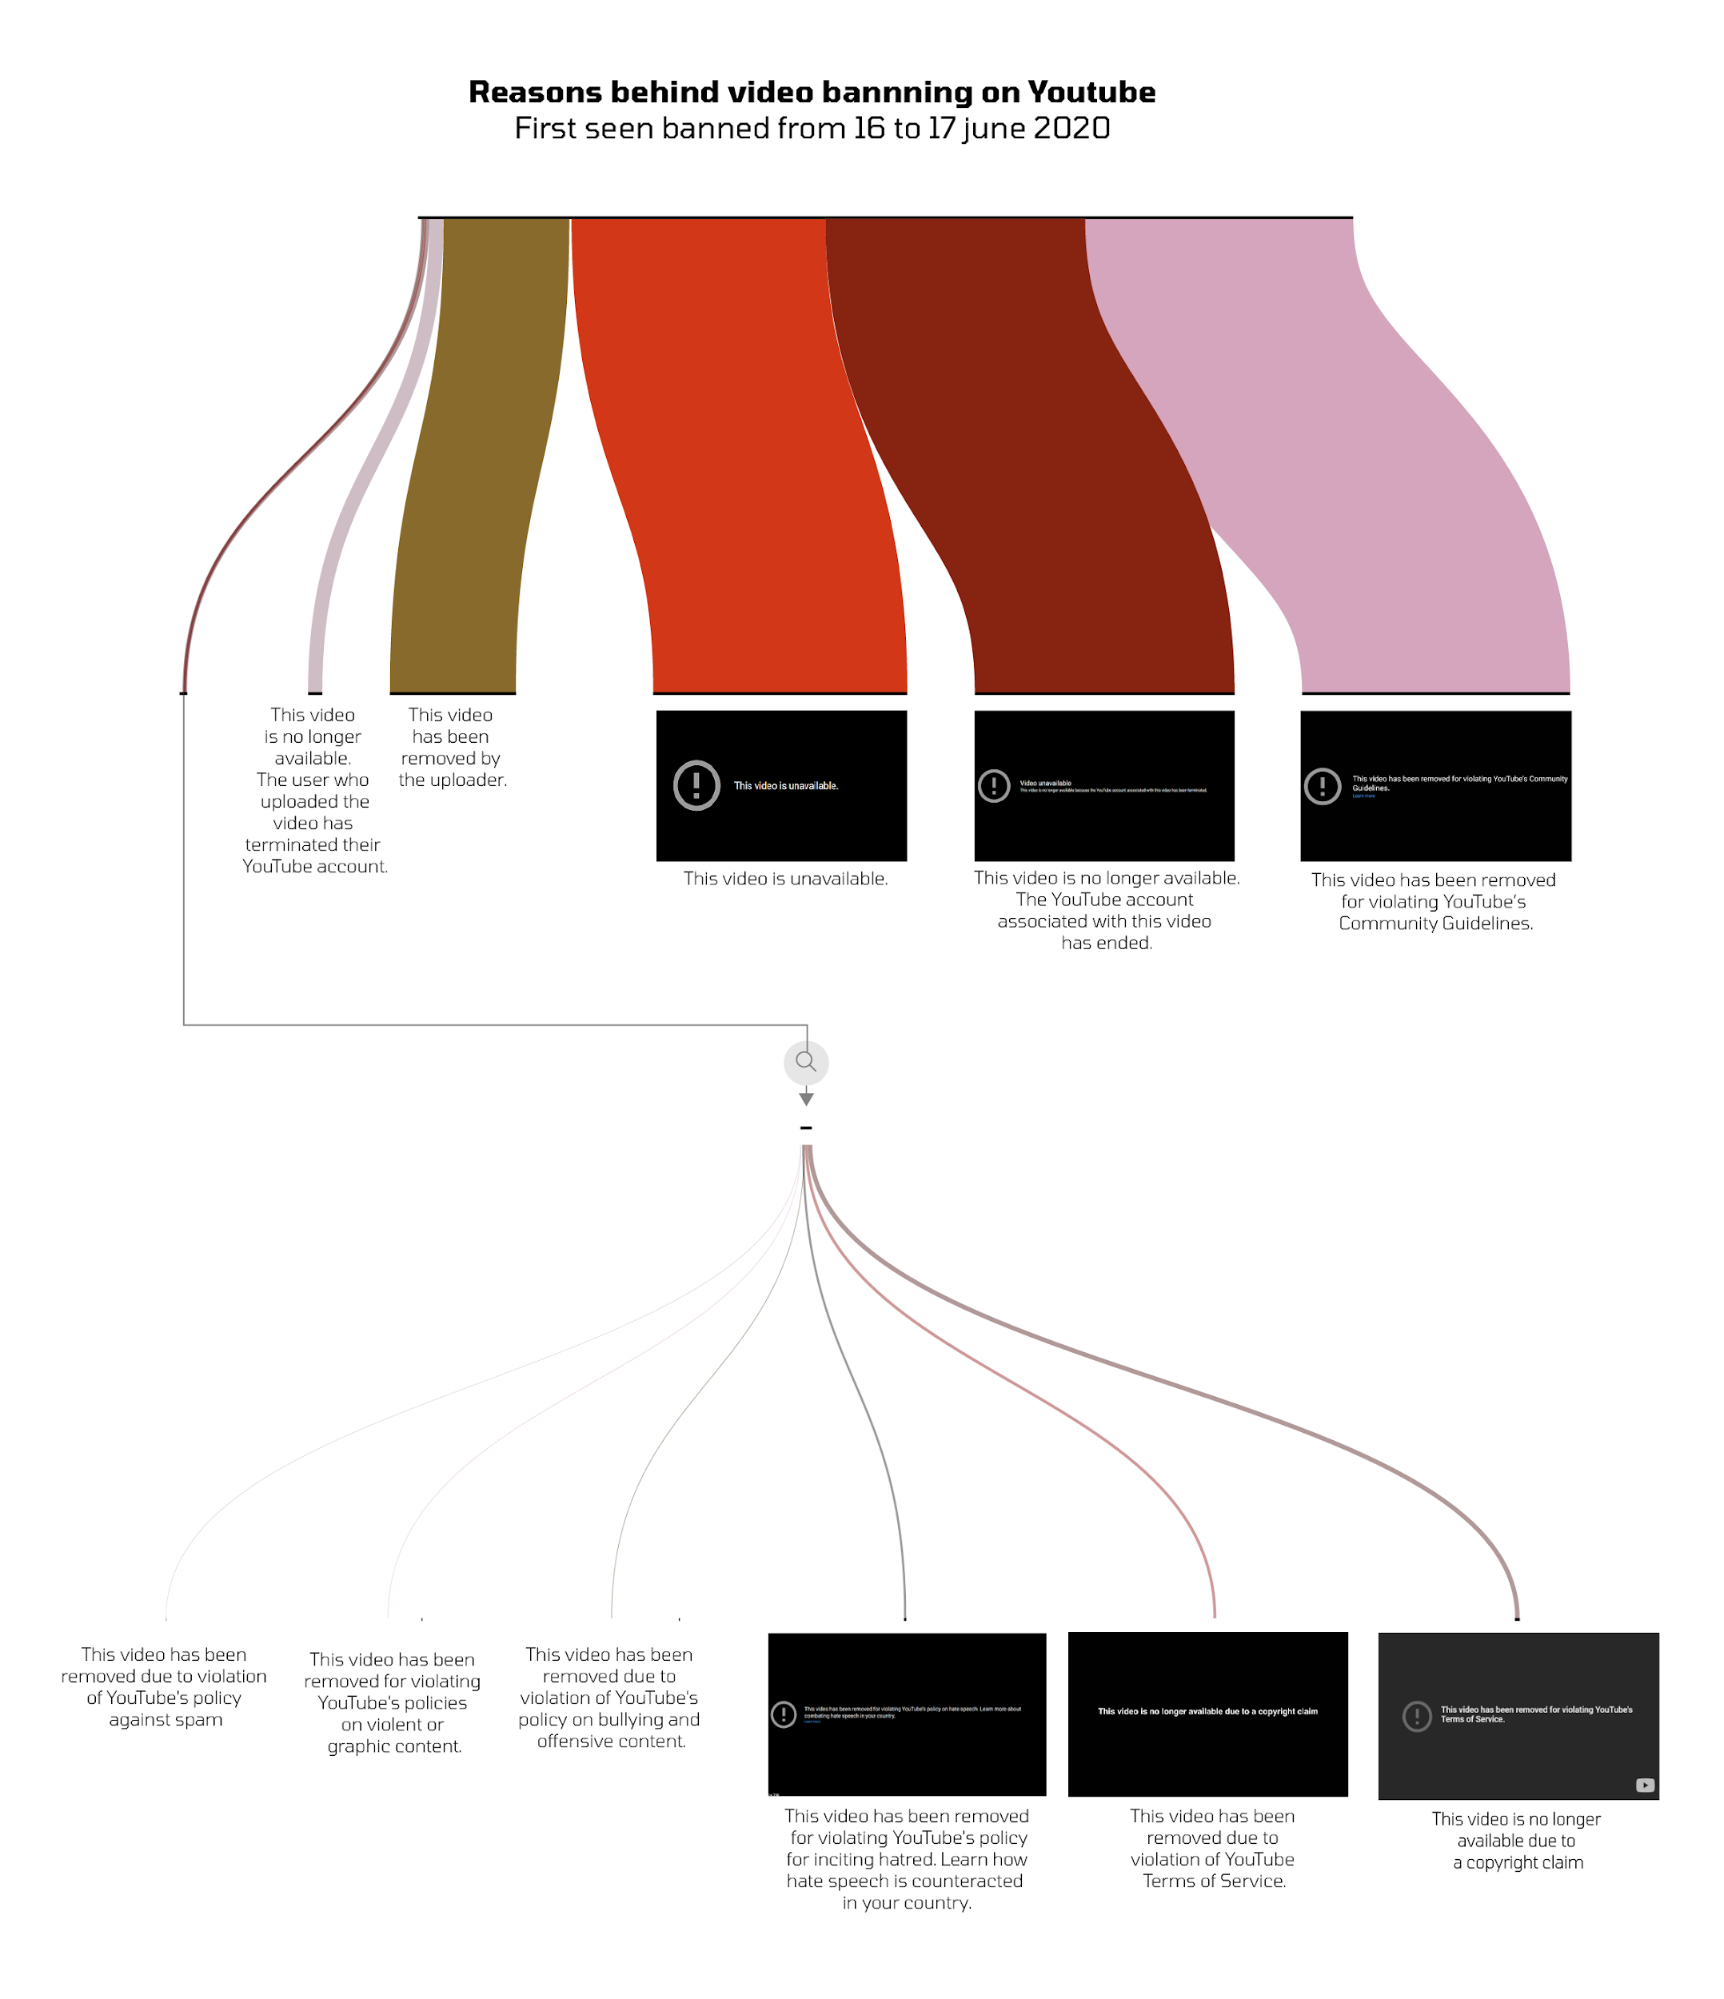 Reasons behind video bannning on Youtube
First seen banned from 16 to 17 june 2020
This video
is no longer
available.
The user who
uploaded the
video has
terminated their
YouTube account.
This video
has been
removed by
the uploader.
This video is unavailable.
This video is unavailable.
Video unavailable
This video is no longer available because the YouTube account associated with this video has been terminated.
This video is no longer available.
The YouTube account
associated with this video
has ended.
This video has been removed for violating YouTube's Community
Guidelines.
Learn more
This video has been removed
for violating YouTube's
Community Guidelines.
This video has been
removed due to violation
of YouTube's policy
against spam
This video has been
removed for violating
YouTube's policies
on violent or
graphic content.
This video has been
removed due to
violation of YouTube's
policy on bullying and
offensive content.
This video has been removed for violating YouTube's policy on hate speech. Learn more about
combating hate speech in your country.
Learn more
This video has been removed
for violating YouTube's policy
for inciting hatred. Learn how
hate speech is counteracted
in your country.
This video is no longer available due to a copyright claim
This video has been
removed due to
violation of YouTube
Terms of Service.
This video has been removed for violating YouTube's
Terms of Service.
This video is no longer
available due to
a copyright claim